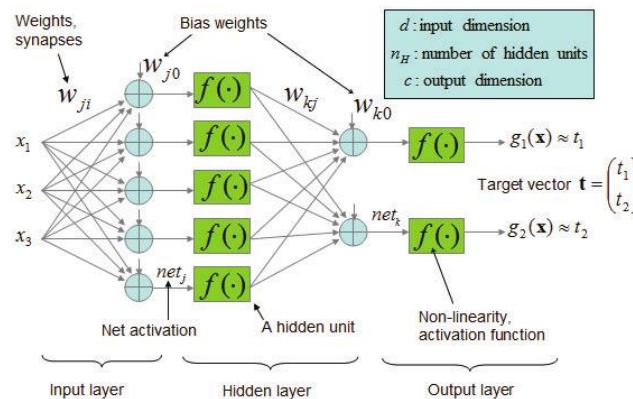 Weights,
synapses
Bias weights
d : input dimension
n_H : number of hidden units
c : output dimension
w_ji
w_j0
f(·)
w_kj
w_k0
x_1
f(·)
f(·)
g_1(x) ≈ t_1
x_2
f(·)
Target vector t = (t_1
t_2)
x_3
f(·)
net_k
f(·)
g_2(x) ≈ t_2
net_j
f(·)
Net activation
A hidden unit
Non-linearity,
activation function
Input layer
Hidden layer
Output layer